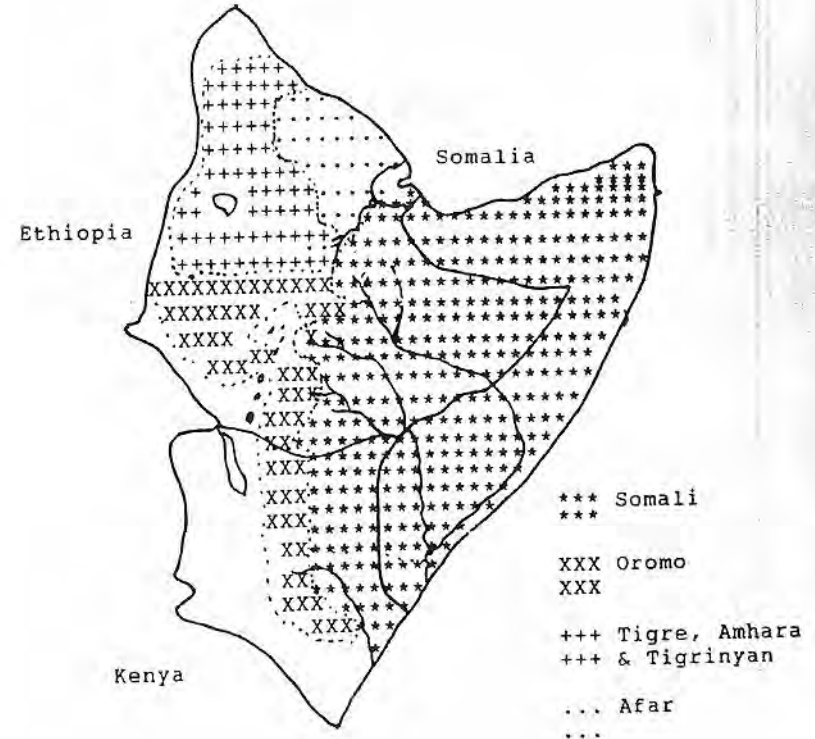 Somalia
Ethiopia
Kenya
*** Somali
***
XXX Oromo
XXX
+++ Tigre, Amhara
+++ & Tigrinyan
... Afar
...